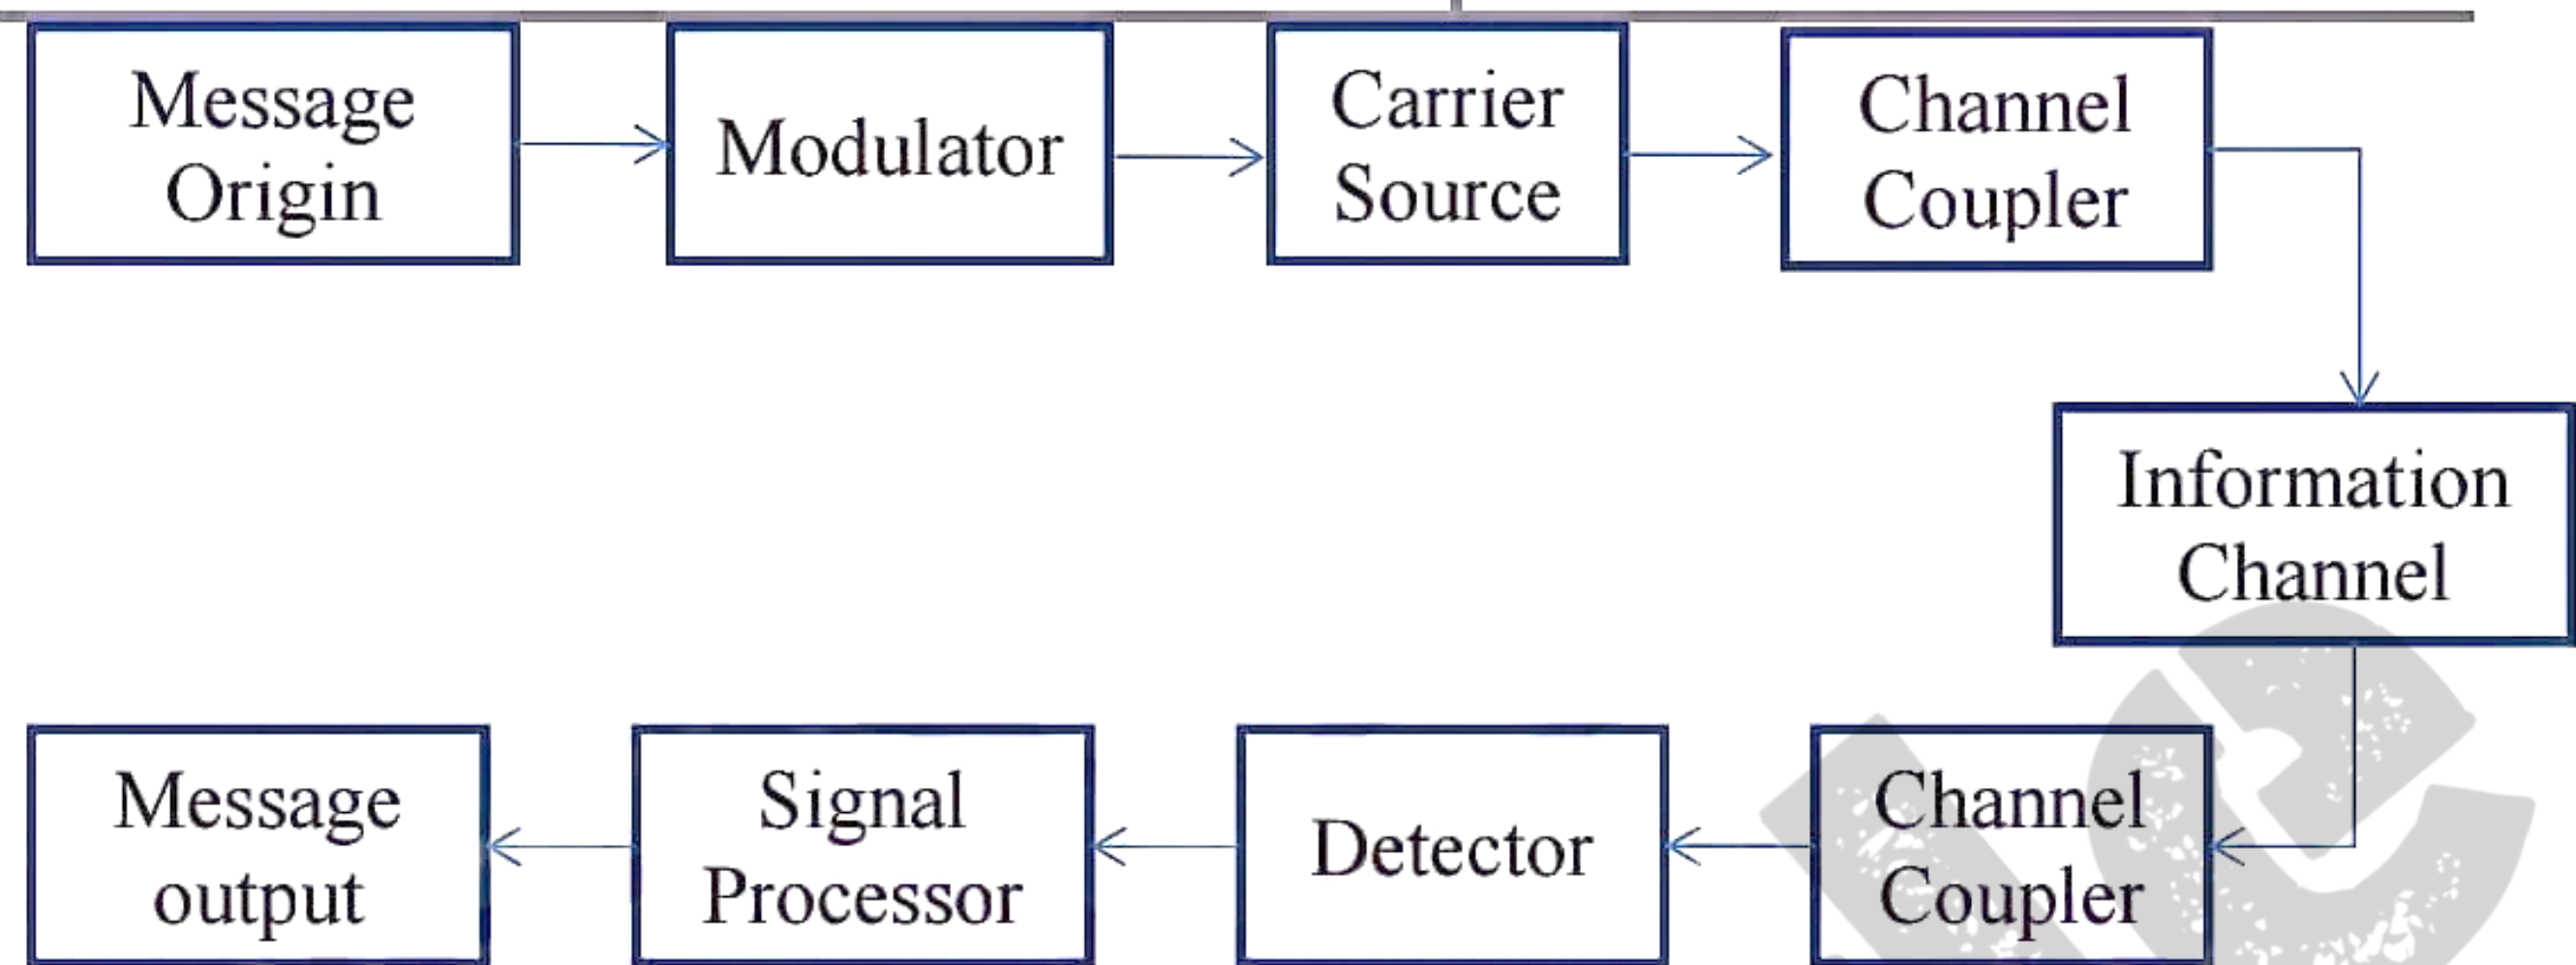 Message
Origin
Modulator
Carrier
Source
Channel
Coupler
Information
Channel
Message
output
Signal
Processor
Detector
Channel
Coupler